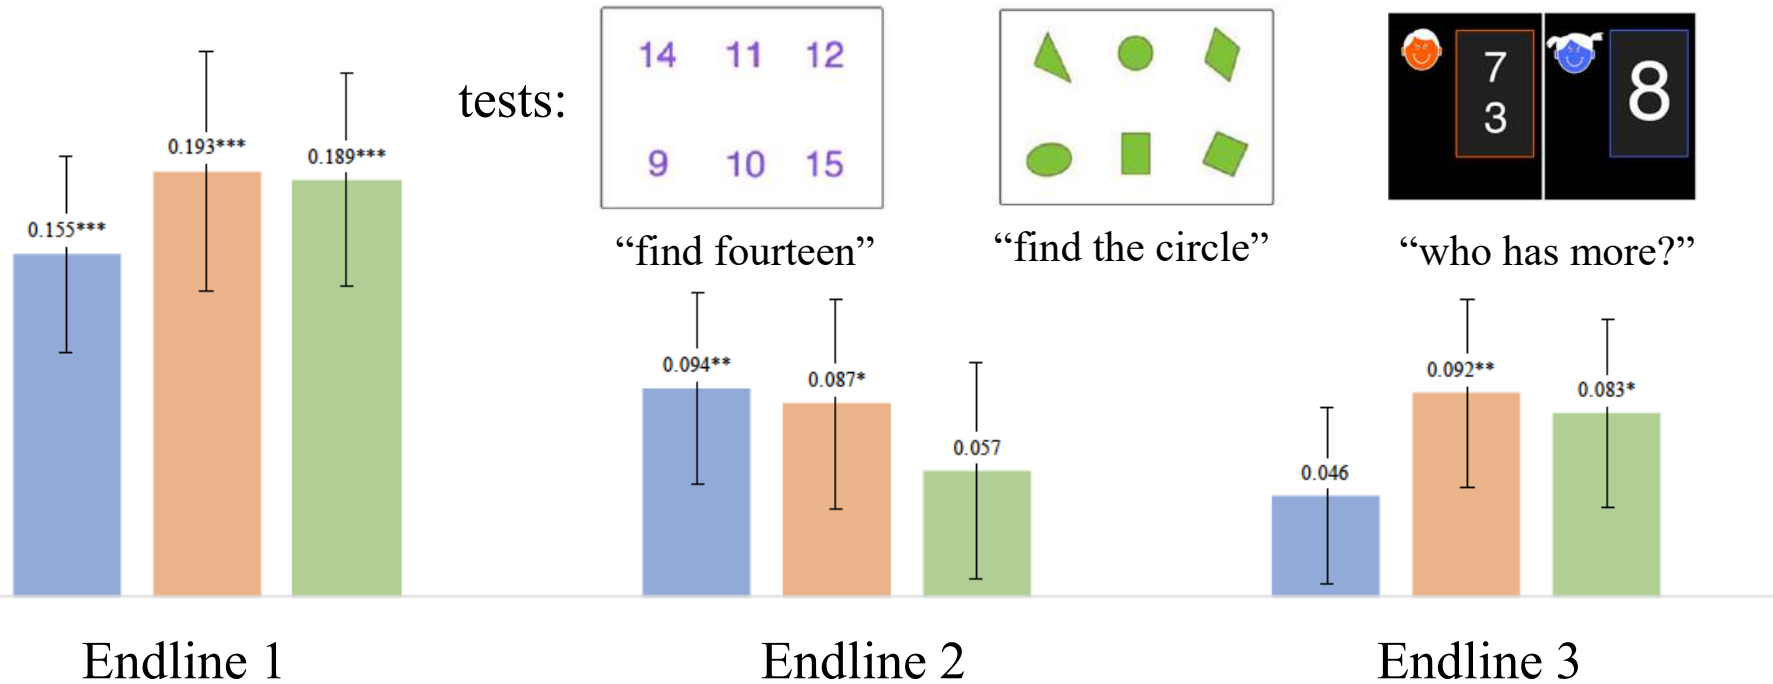 tests:
14 11 12
9 10 15
7
3
8
“find fourteen”
“find the circle”
“who has more?”
0.155***
0.193***
0.189***
0.094**
0.087*
0.057
0.046
0.092**
0.083*
Endline 1
Endline 2
Endline 3